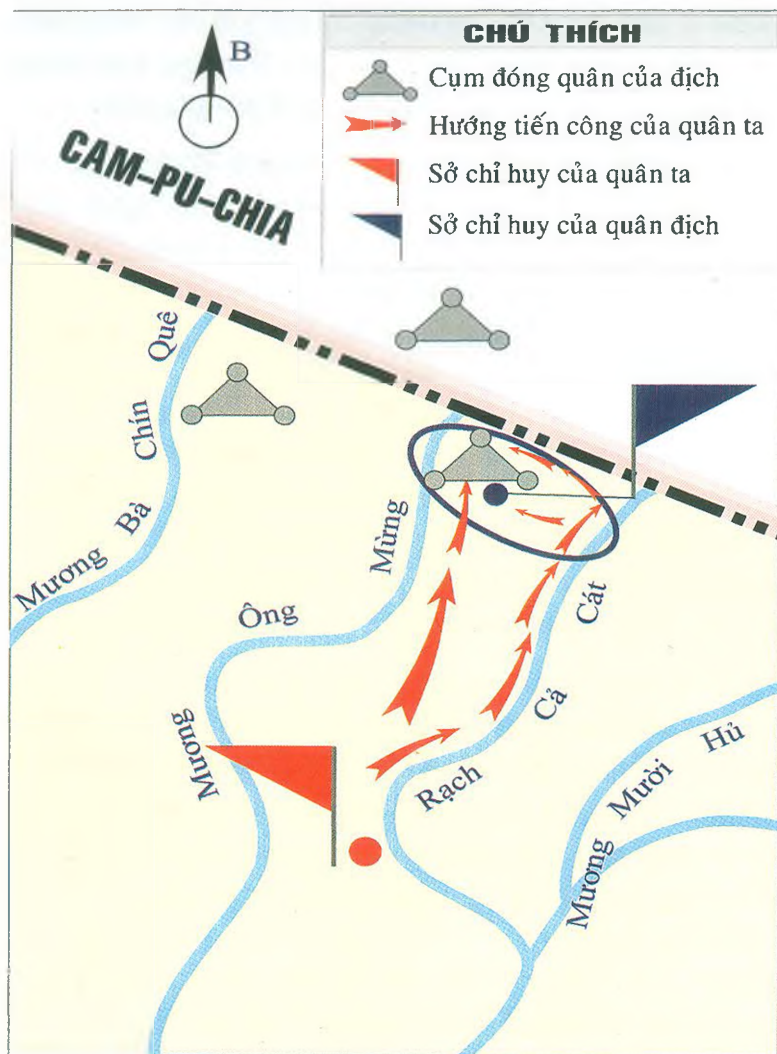 CHÚ THÍCH
B
Cụm đóng quân của địch
Hướng tiến công của quân ta
Sở chỉ huy của quân ta
Sở chỉ huy của quân địch
CAM-PU-CHIA
Mương Bà Chín Quê
Mương Ông Mừng
Rạch Cả Cát
Mương Mười Hủ